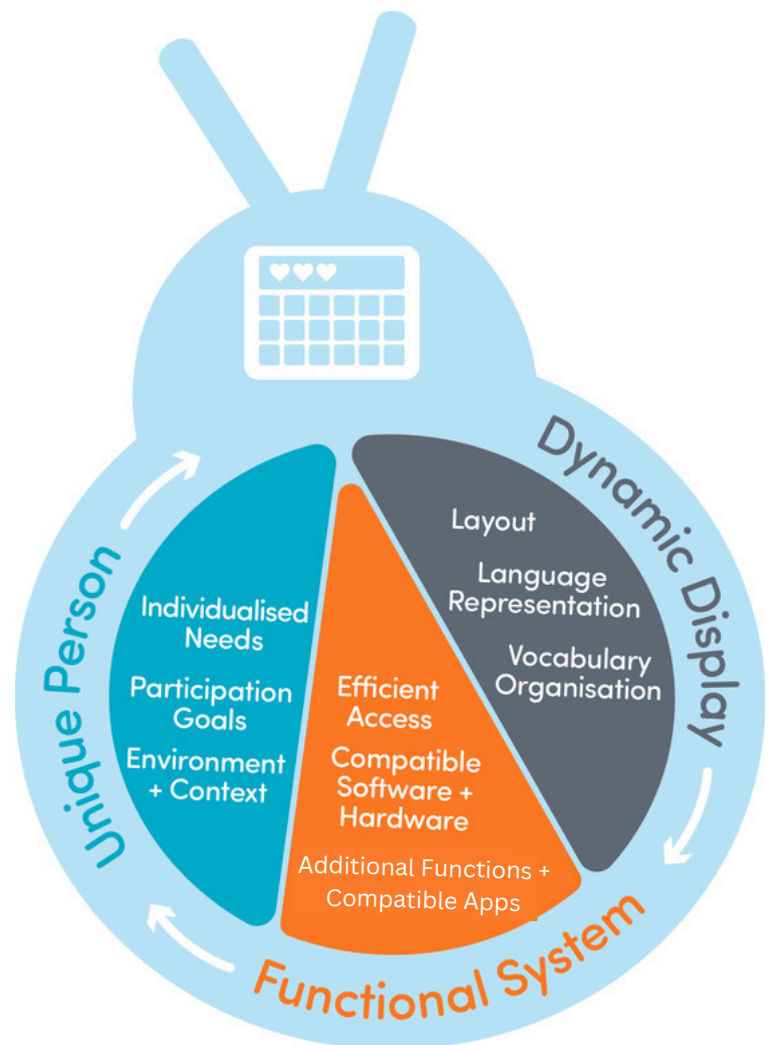 Dynamic Display
Layout
Language
Representation
Vocabulary
Organisation
Unique Person
Individualised
Needs
Participation
Goals
Environment
+ Context
Efficient
Access
Compatible
Software +
Hardware
Additional Functions +
Compatible Apps
Functional System